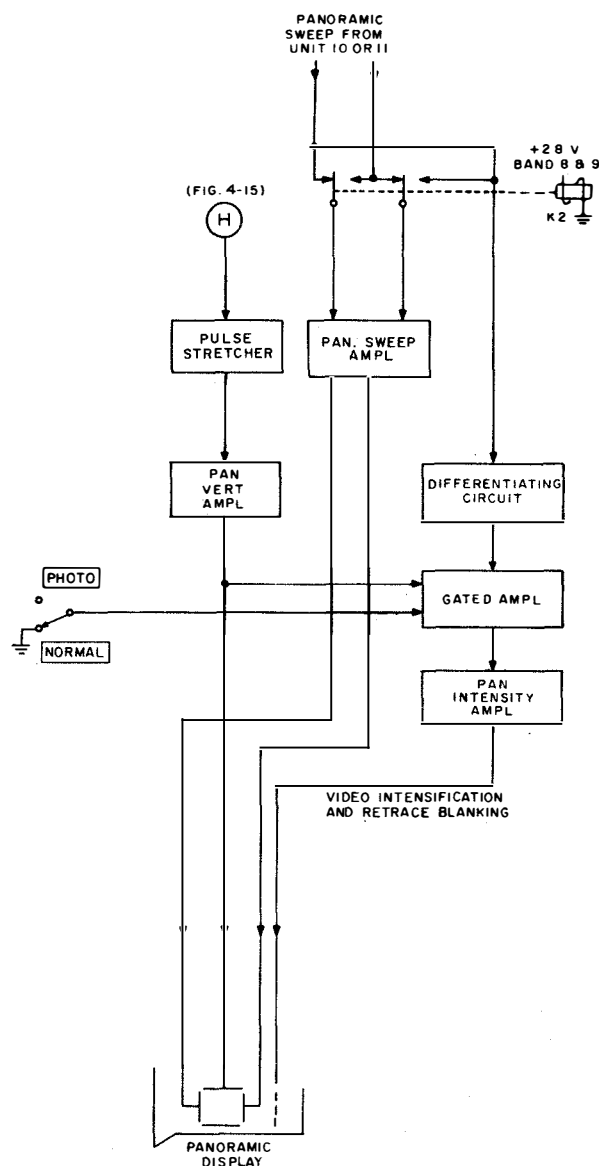 PANORAMIC
SWEEP FROM
UNIT 10 OR 11
+28 V
BAND 8 & 9
K2
(FIG. 4-15)
H
PULSE
STRETCHER
PAN. SWEEP
AMPL
PAN
VERT
AMPL
DIFFERENTIATING
CIRCUIT
PHOTO
GATED AMPL
NORMAL
PAN
INTENSITY
AMPL
VIDEO INTENSIFICATION
AND RETRACE BLANKING
PANORAMIC
DISPLAY